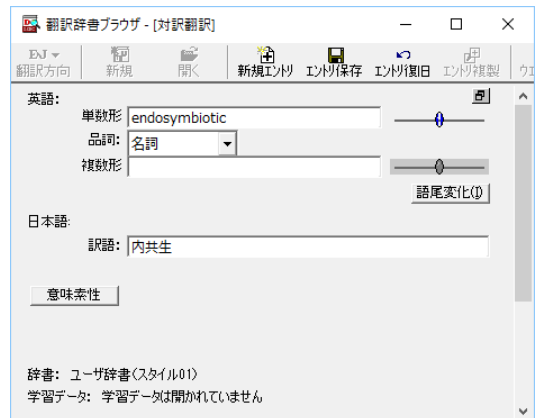 翻訳辞書ブラウザ - [対訳翻訳]
EJ
翻訳方向 新規 開く 新規エントリ エントリ保存 エントリ復旧 エントリ複製
英語:
単数形 endosymbiotic
品詞: 名詞
複数形
語尾変化(I)
日本語:
訳語: 内共生
意味素性
辞書: ユーザ辞書(スタイル01)
学習データ: 学習データは開かれていません